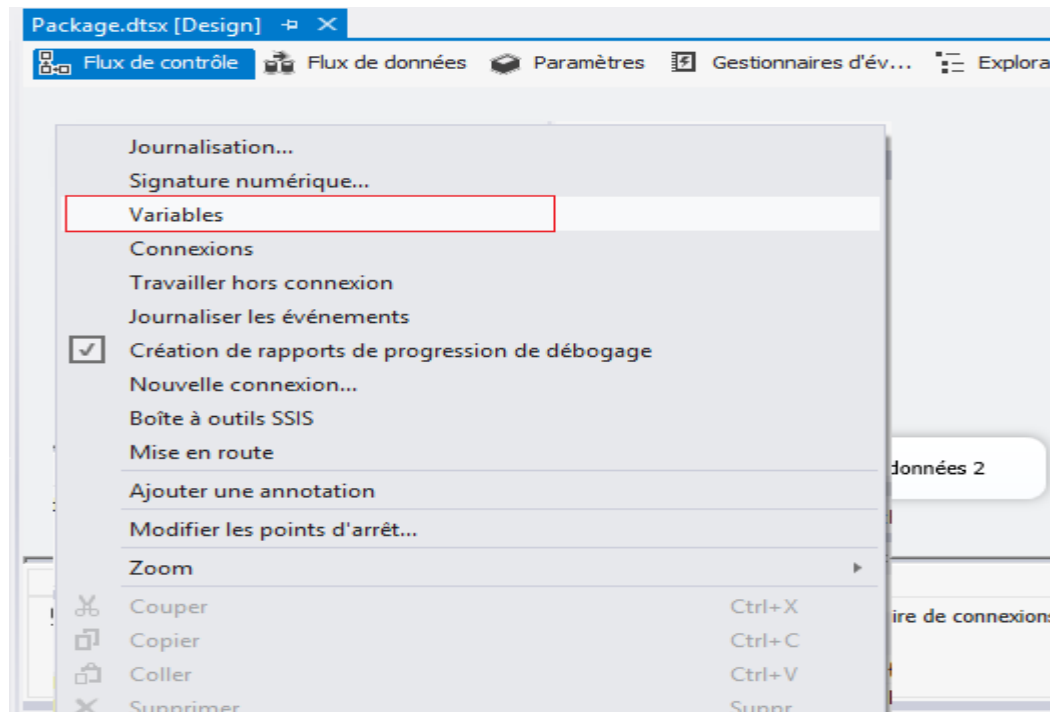 Package.dtsx [Design]
Flux de contrôle Flux de données Paramètres Gestionnaires d'év... Explora
Journalisation...
Signature numérique...
Variables
Connexions
Travailler hors connexion
Journaliser les événements
Création de rapports de progression de débogage
Nouvelle connexion...
Boîte à outils SSIS
Mise en route
données 2
Ajouter une annotation
Modifier les points d'arrêt...
Zoom
Couper Ctrl+X
ire de connexions
Copier Ctrl+C
Coller Ctrl+V
Supprimer Suppr